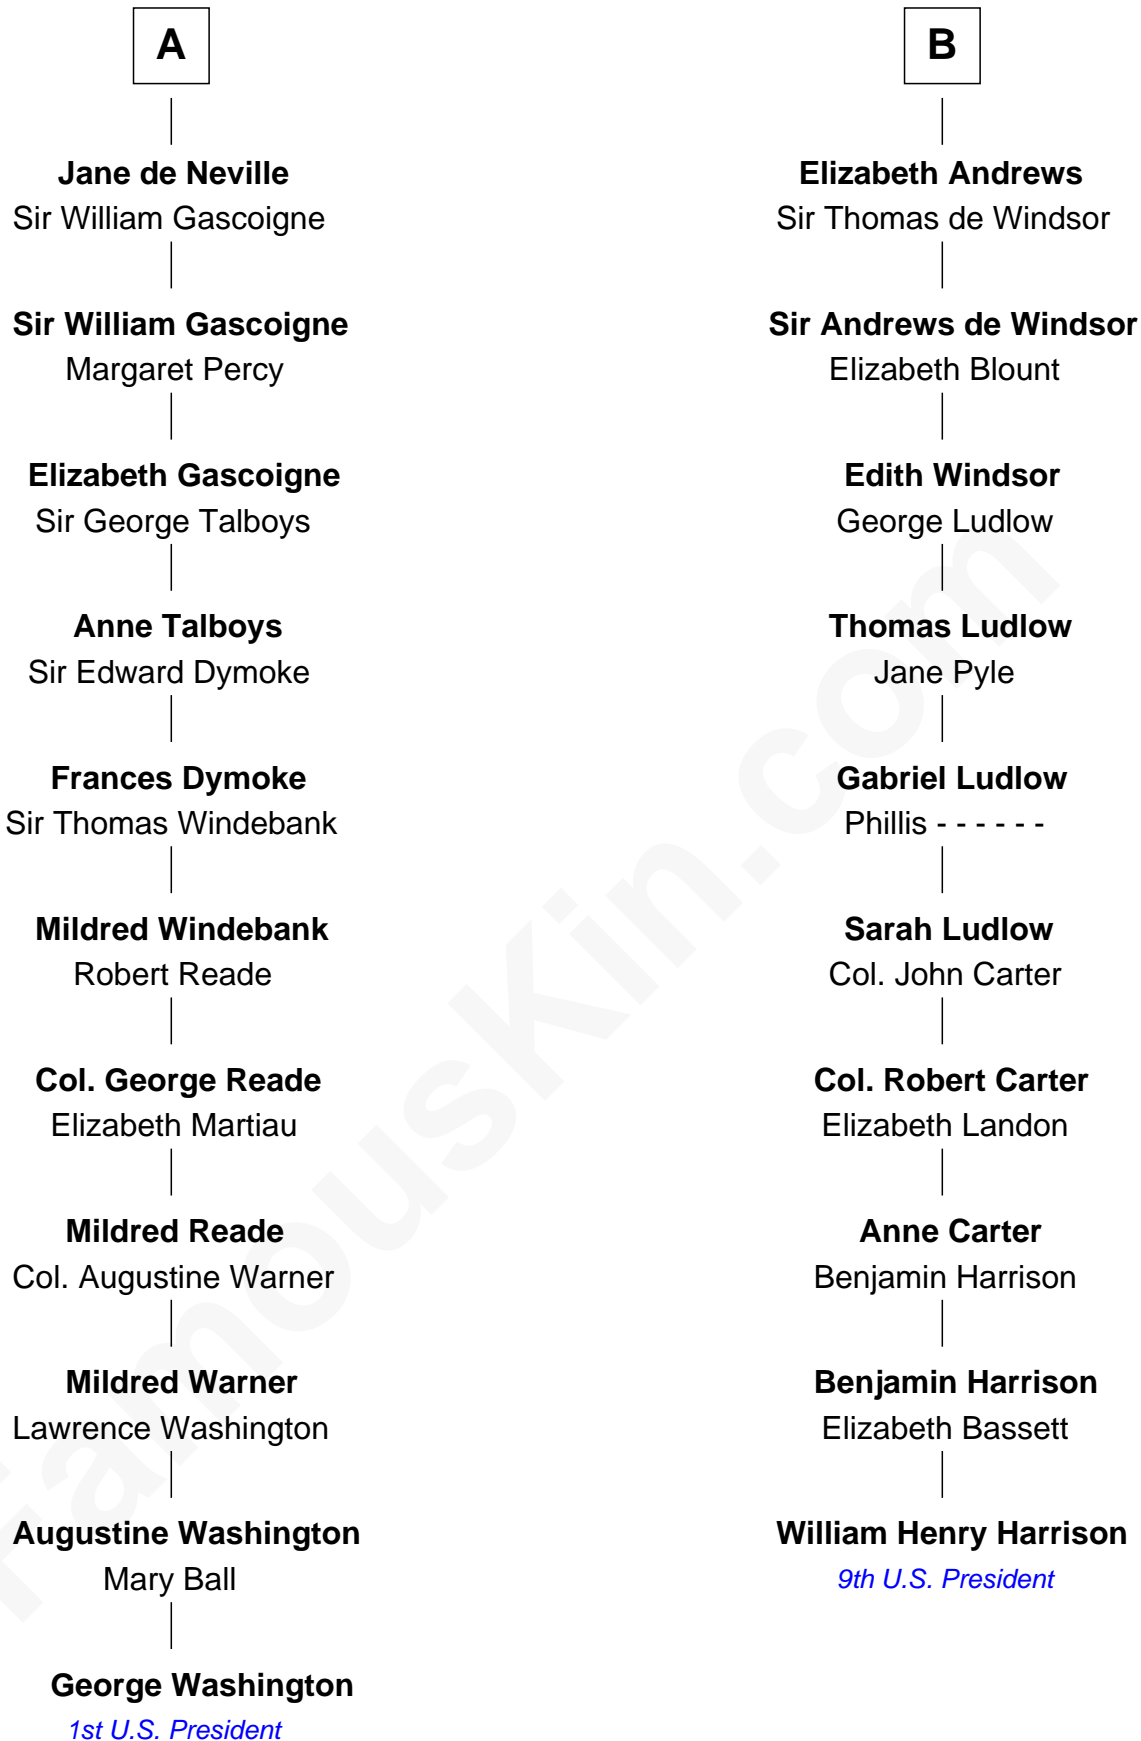 A
Jane de Neville
Sir William Gascoigne
Sir William Gascoigne
Margaret Percy
Elizabeth Gascoigne
Sir George Talboys
Anne Talboys
Sir Edward Dymoke
Frances Dymoke
Sir Thomas Windebank
Mildred Windebank
Robert Reade
Col. George Reade
Elizabeth Martiau
Mildred Reade
Col. Augustine Warner
Mildred Warner
Lawrence Washington
Augustine Washington
Mary Ball
George Washington
1st U.S. President
B
Elizabeth Andrews
Sir Thomas de Windsor
Sir Andrews de Windsor
Elizabeth Blount
Edith Windsor
George Ludlow
Thomas Ludlow
Jane Pyle
Gabriel Ludlow
Phillis - - - - - -
Sarah Ludlow
Col. John Carter
Col. Robert Carter
Elizabeth Landon
Anne Carter
Benjamin Harrison
Benjamin Harrison
Elizabeth Bassett
William Henry Harrison
9th U.S. President
FamousKin.com